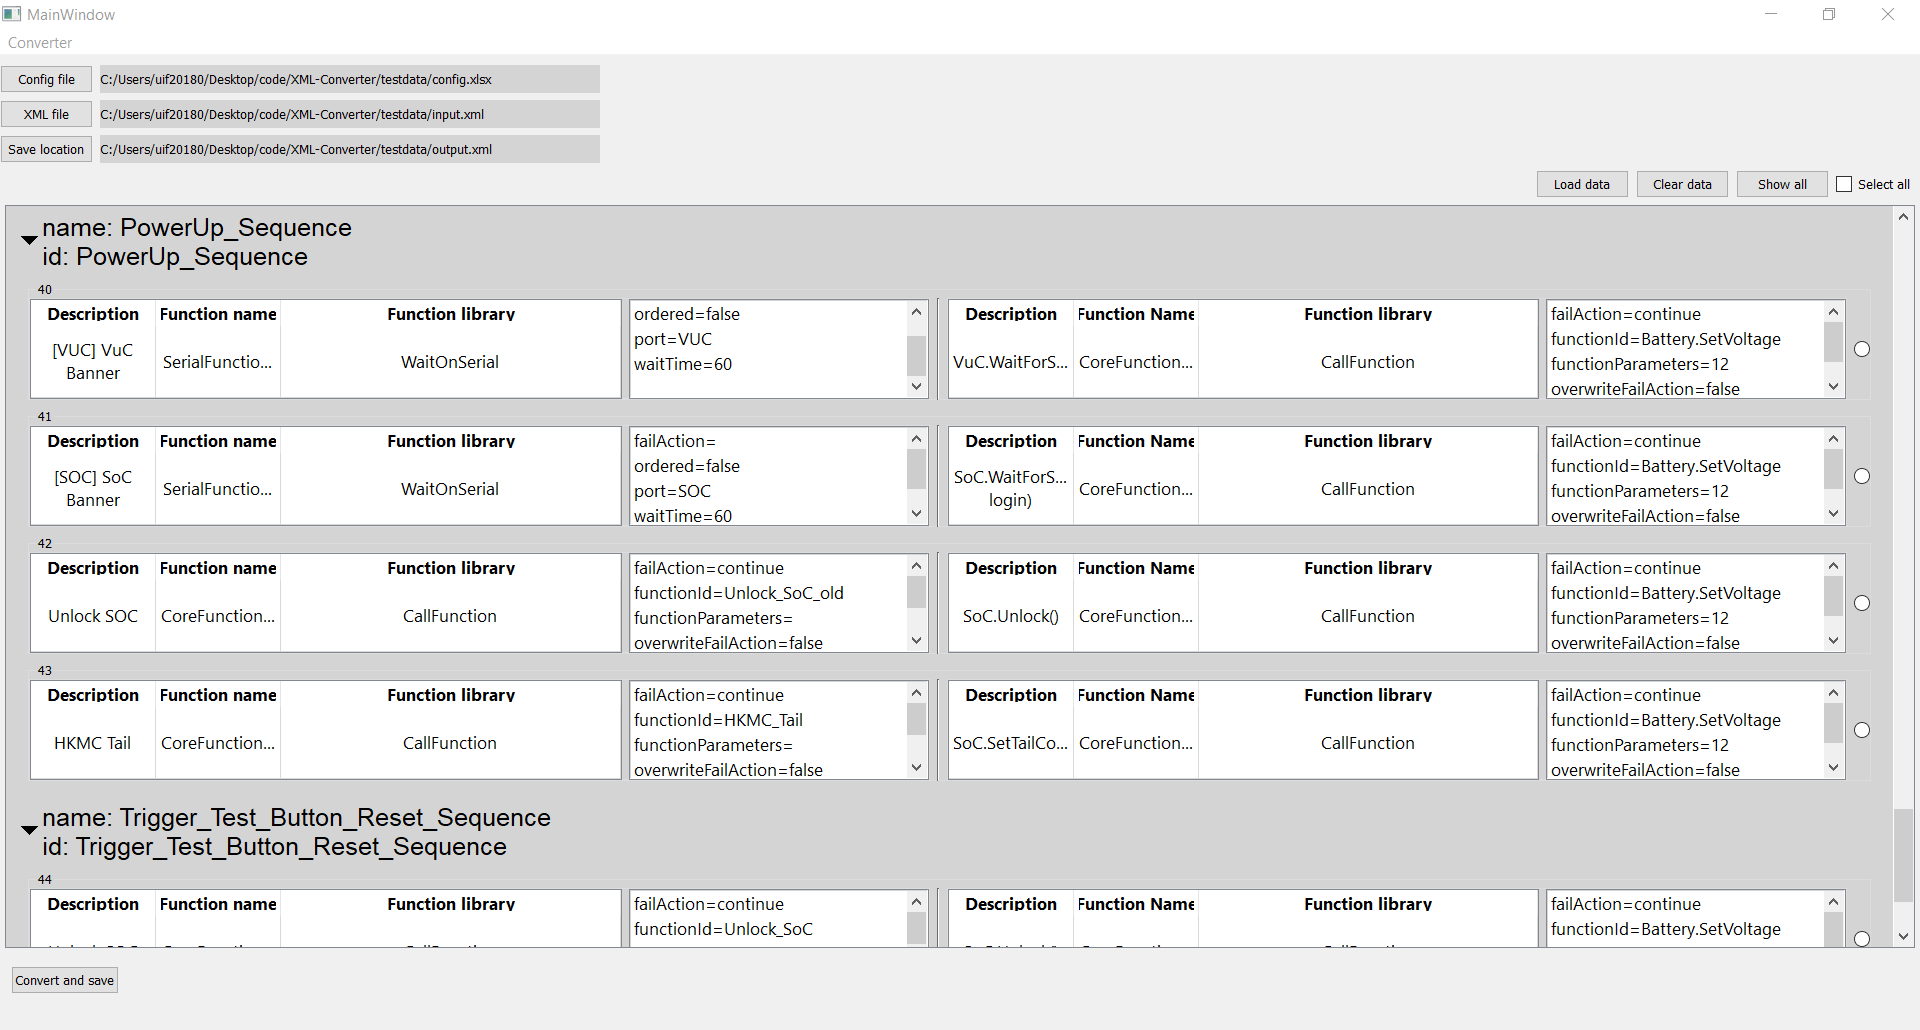 MainWindow
Converter
Config file C:/Users/uif20180/Desktop/code/XML-Converter/testdata/config.xlsx
XML file C:/Users/uif20180/Desktop/code/XML-Converter/testdata/input.xml
Save location C:/Users/uif20180/Desktop/code/XML-Converter/testdata/output.xml
Load data Clear data Show all Select all
name: PowerUp_Sequence
id: PowerUp_Sequence
40
Description Function name Function library
[VUC] VuC
Banner
SerialFunctio... WaitOnSerial
ordered=false
port=VUC
waitTime=60
Description Function Name Function library
VuC.WaitForS... CoreFunction... CallFunction
failAction=continue
functionId=Battery.SetVoltage
functionParameters=12
overwriteFailAction=false
41
Description Function name Function library
[SOC] SoC
Banner
SerialFunctio... WaitOnSerial
failAction=
ordered=false
port=SOC
waitTime=60
Description Function Name Function library
SoC.WaitForS...
login)
CoreFunction... CallFunction
failAction=continue
functionId=Battery.SetVoltage
functionParameters=12
overwriteFailAction=false
42
Description Function name Function library
Unlock SOC CoreFunction... CallFunction
failAction=continue
functionId=Unlock_SoC_old
functionParameters=
overwriteFailAction=false
Description Function Name Function library
SoC.Unlock() CoreFunction... CallFunction
failAction=continue
functionId=Battery.SetVoltage
functionParameters=12
overwriteFailAction=false
43
Description Function name Function library
HKMC Tail CoreFunction... CallFunction
failAction=continue
functionId=HKMC_Tail
functionParameters=
overwriteFailAction=false
Description Function Name Function library
SoC.SetTailCo... CoreFunction... CallFunction
failAction=continue
functionId=Battery.SetVoltage
functionParameters=12
overwriteFailAction=false
name: Trigger_Test_Button_Reset_Sequence
id: Trigger_Test_Button_Reset_Sequence
44
Description Function name Function library
failAction=continue
functionId=Unlock_SoC
Description Function Name Function library
failAction=continue
functionId=Battery.SetVoltage
Convert and save